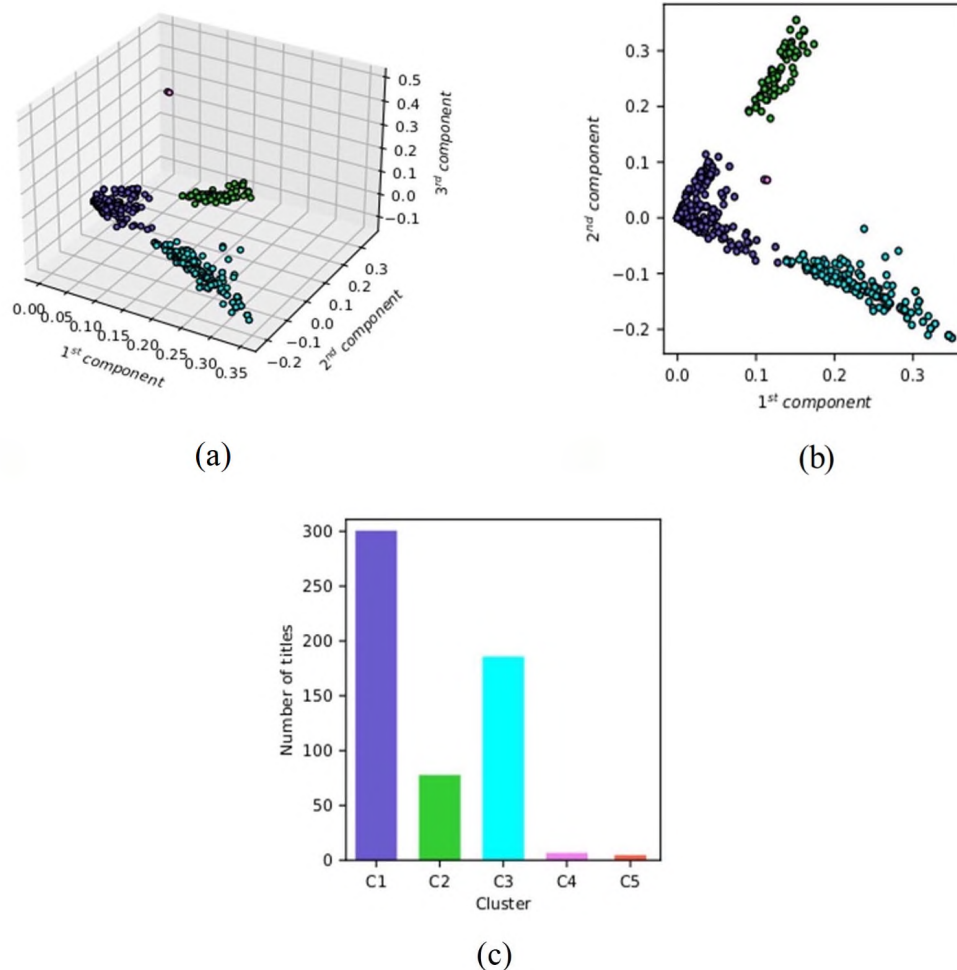 0.5
0.4
0.3
0.2
0.1
0.0
−0.1
3rd component
0.3
0.2
0.1
0.0
−0.1
−0.2
2nd component
0.00 0.05 0.10 0.15 0.20 0.25 0.30 0.35
1st component
(a)
0.3
0.2
0.1
0.0
−0.1
−0.2
2nd component
0.0 0.1 0.2 0.3
1st component
(b)
300
250
200
150
100
50
0
Number of titles
C1 C2 C3 C4 C5
Cluster
(c)